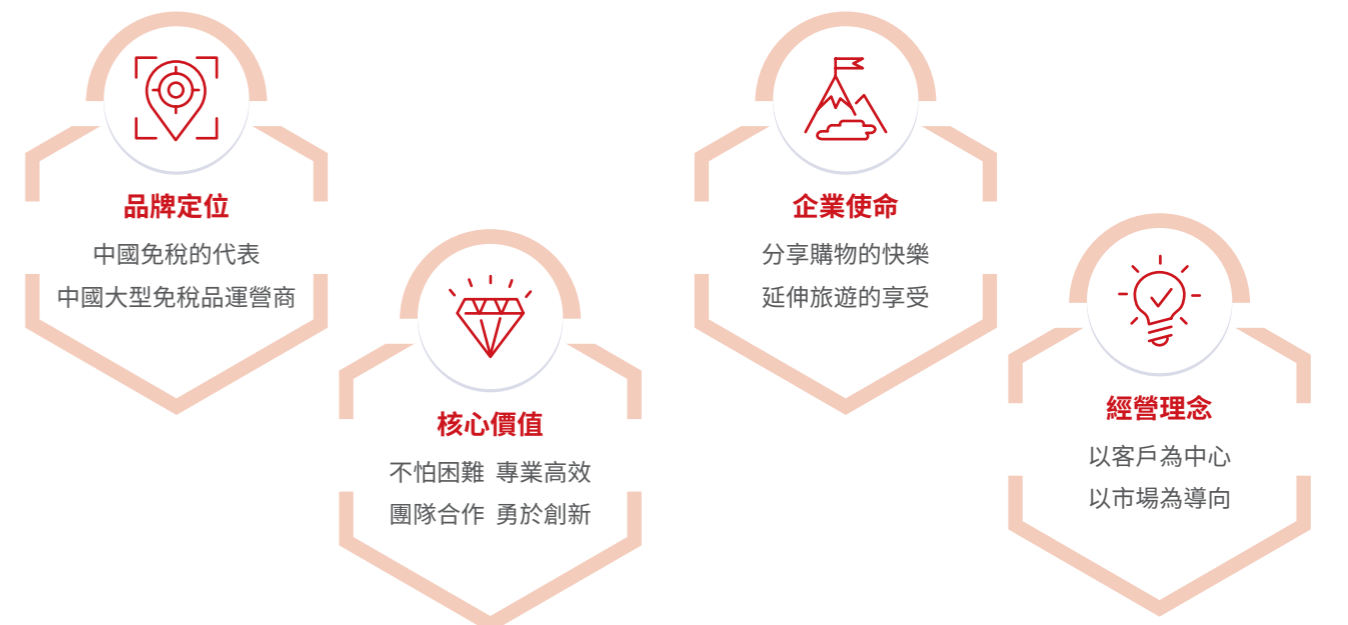 品牌定位
中國免稅的代表
中國大型免稅品運營商
核心價值
不怕困難 專業高效
團隊合作 勇於創新
企業使命
分享購物的快樂
延伸旅遊的享受
經營理念
以客戶為中心
以市場為導向